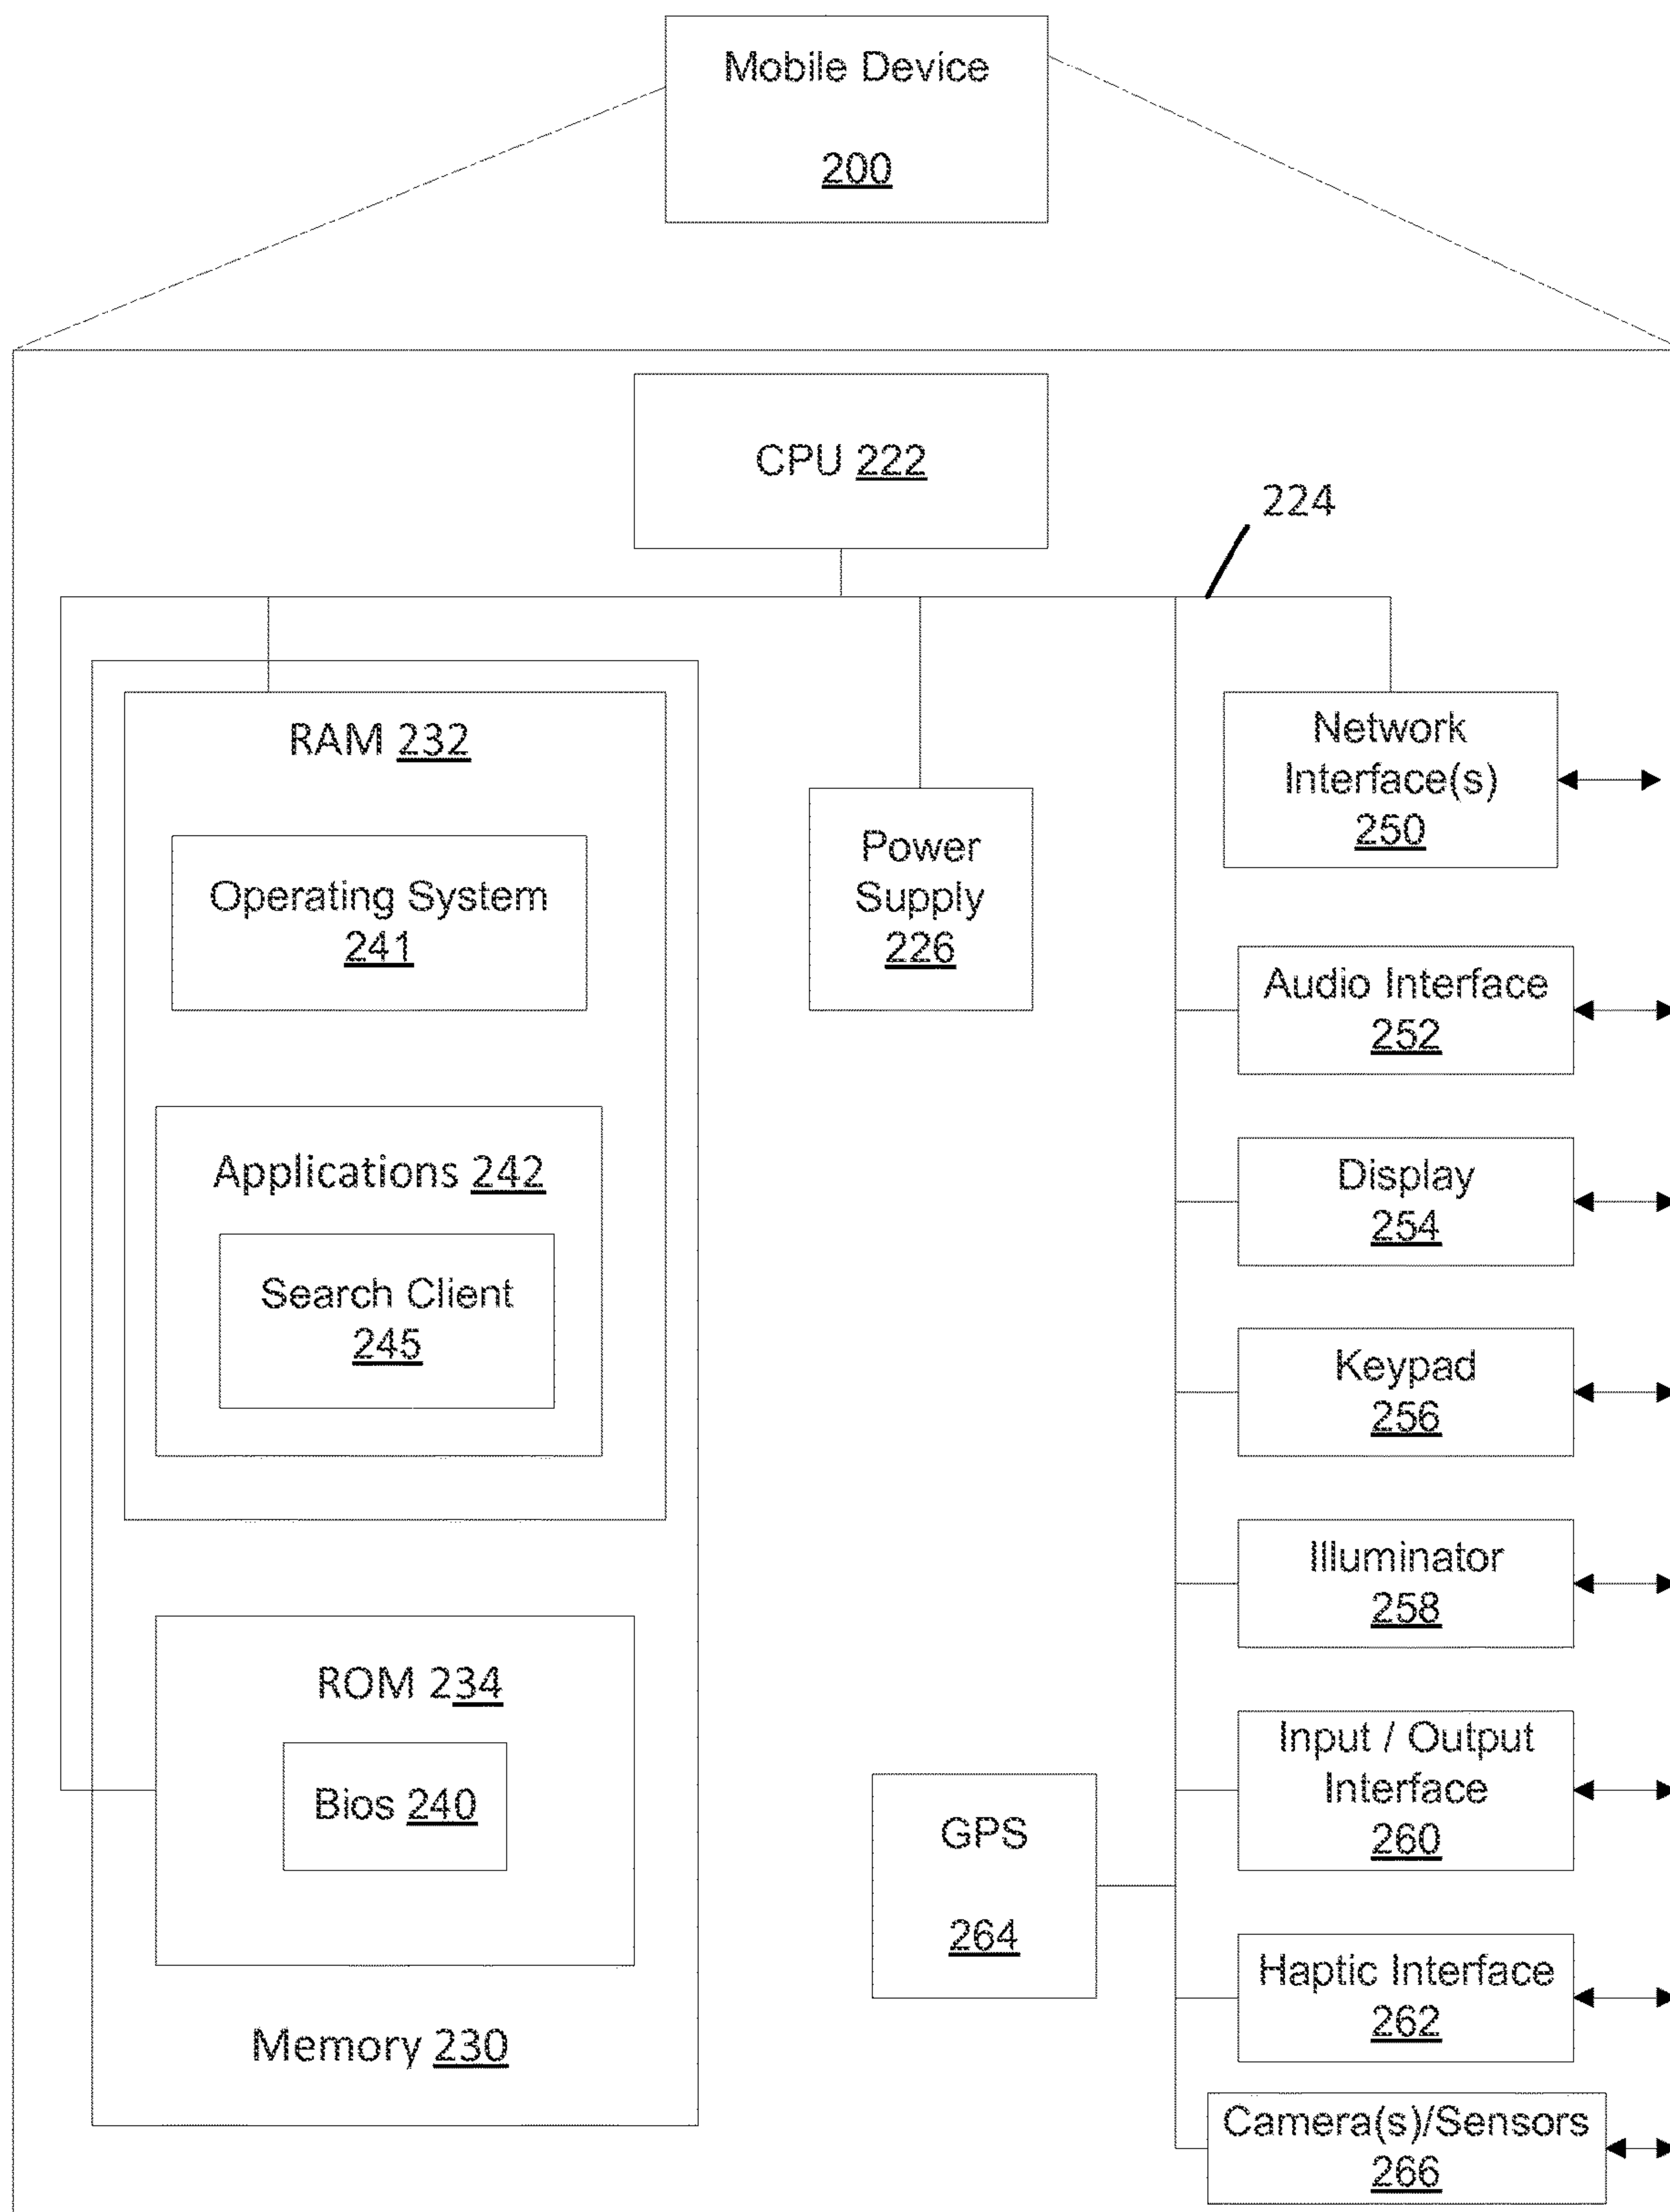 Mobile Device
200
CPU 222
224
RAM 232
Operating System
241
Applications 242
Search Client
245
ROM 234
Bios 240
Memory 230
Power
Supply
226
GPS
264
Network
Interface(s)
250
Audio Interface
252
Display
254
Keypad
256
Illuminator
258
Input / Output
Interface
260
Haptic Interface
262
Camera(s)/Sensors
266